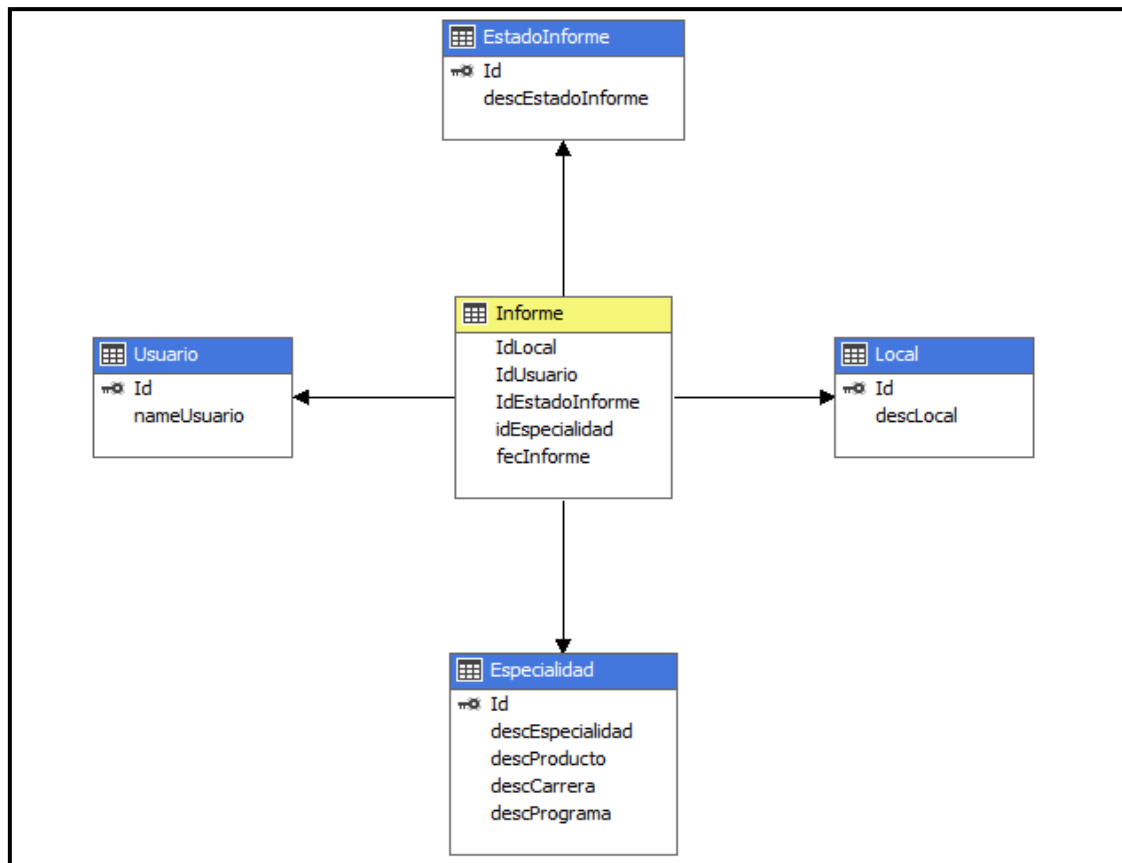 EstadoInforme
Id
descEstadoInforme
Informe
IdLocal
IdUsuario
IdEstadoInforme
idEspecialidad
fecInforme
Usuario
Id
nameUsuario
Local
Id
descLocal
Especialidad
Id
descEspecialidad
descProducto
descCarrera
descPrograma